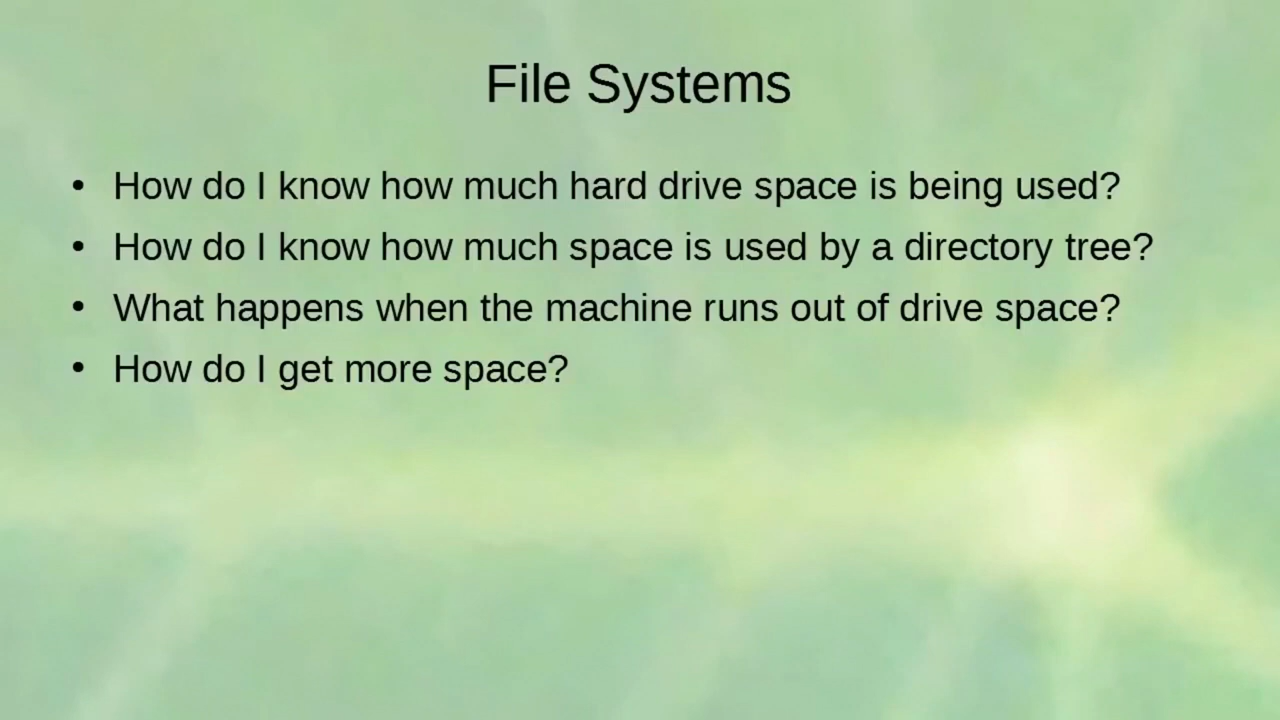 File Systems
• How do I know how much hard drive space is being used?
• How do I know how much space is used by a directory tree?
• What happens when the machine runs out of drive space?
• How do I get more space?